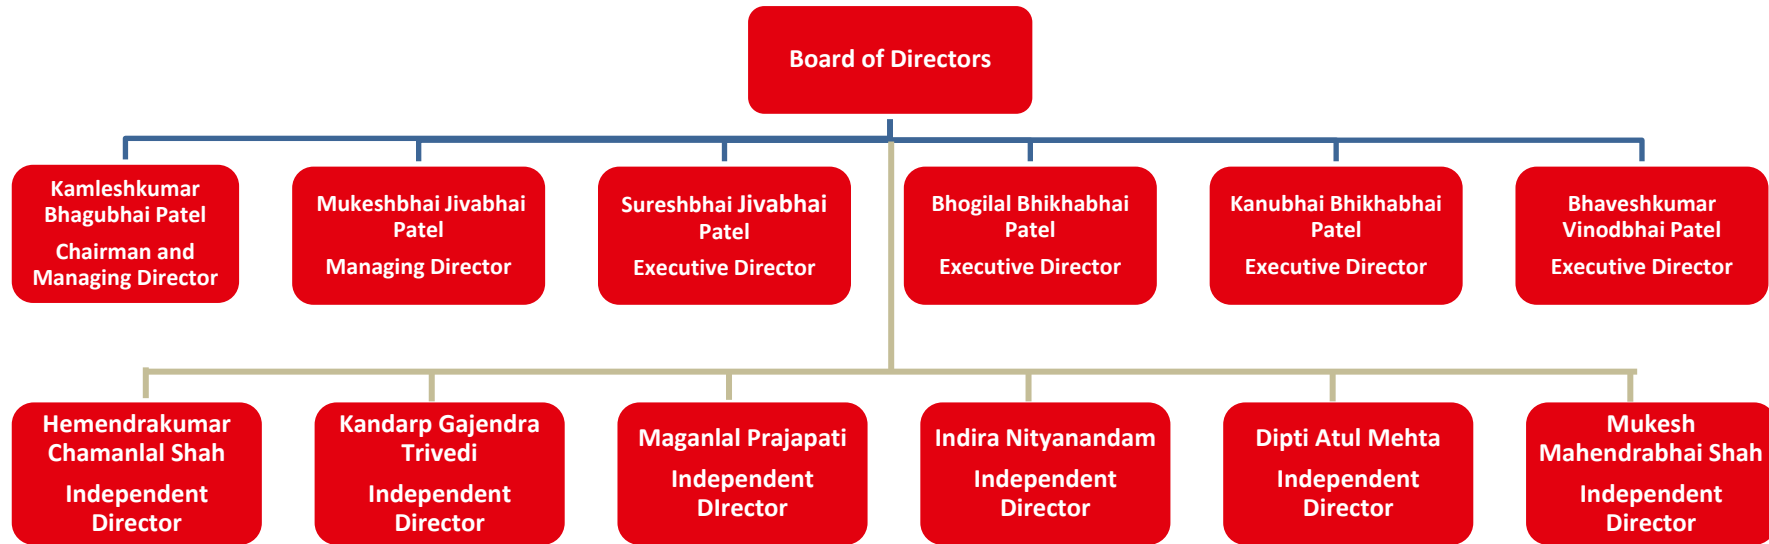 Board of Directors
Kamleshkumar
Bhagubhai Patel
Chairman and
Managing Director
Mukeshbhai Jivabhai
Patel
Managing Director
Sureshbhai Jivabhai
Patel
Executive Director
Bhogilal Bhikhabhai
Patel
Executive Director
Kanubhai Bhikhabhai
Patel
Executive Director
Bhaveshkumar
Vinodbhai Patel
Executive Director
Hemendrakumar
Chamanlal Shah
Independent
Director
Kandarp Gajendra
Trivedi
Independent
Director
Maganlal Prajapati
Independent
DIrector
Indira Nityanandam
Independent
Director
Dipti Atul Mehta
Independent
Director
Mukesh
Mahendrabhai Shah
Independent
Director